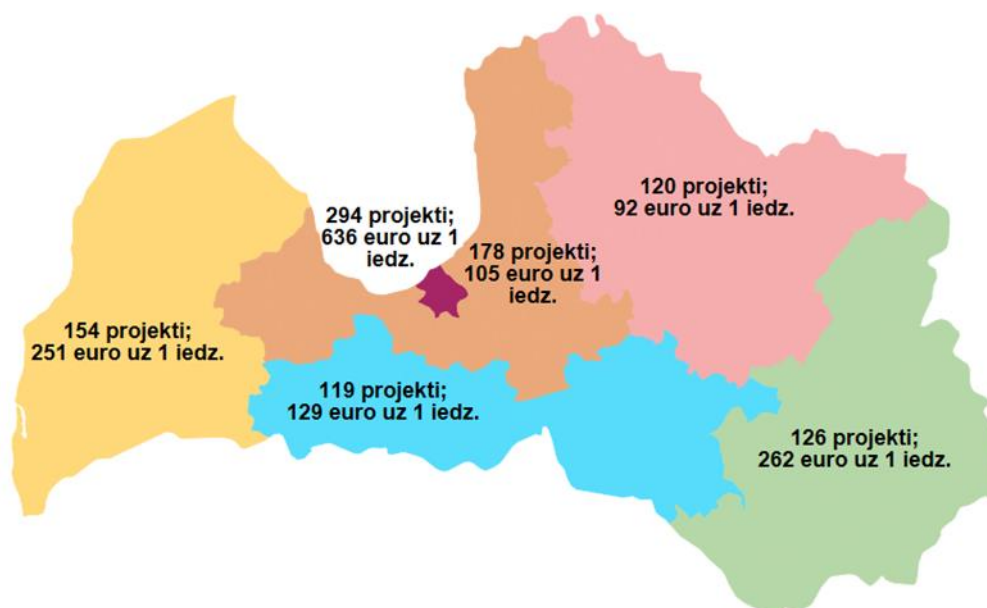 120 projekti;
92 euro uz 1 iedz.
294 projekti;
636 euro uz 1
iedz.
178 projekti;
105 euro uz 1
iedz.
154 projekti;
251 euro uz 1 iedz.
119 projekti;
129 euro uz 1 iedz.
126 projekti;
262 euro uz 1 iedz.